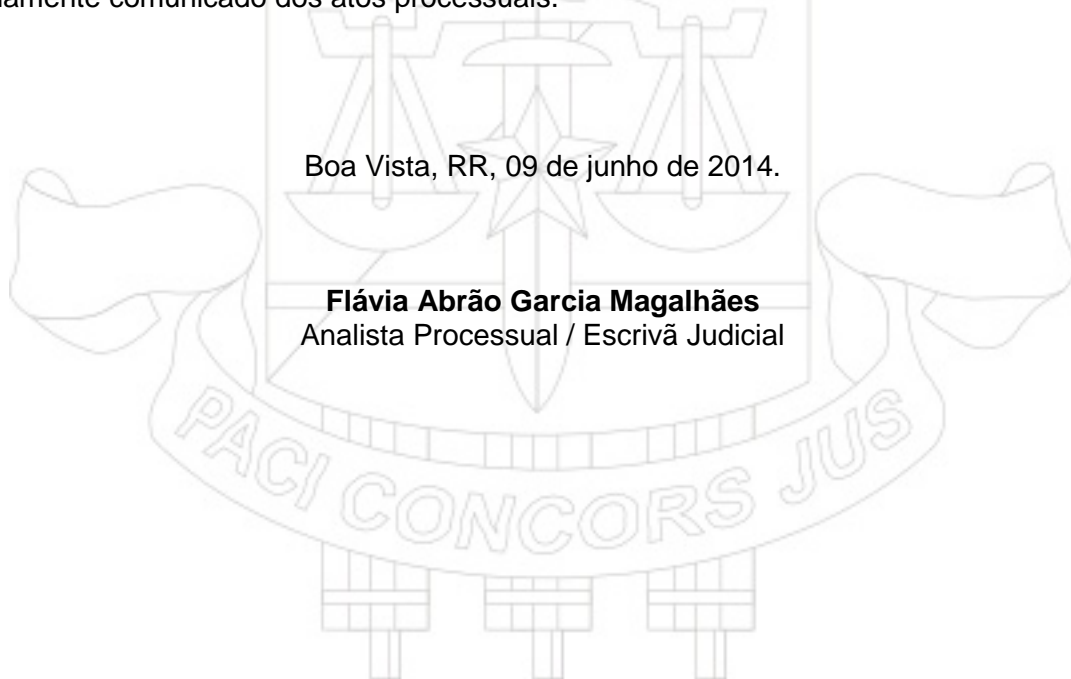 namente comunicado dos atos processuais.
Boa Vista, RR, 09 de junho de 2014.
Flávia Abrão Garcia Magalhães
Analista Processual / Escrivã Judicial
PACI CONCORS JUS